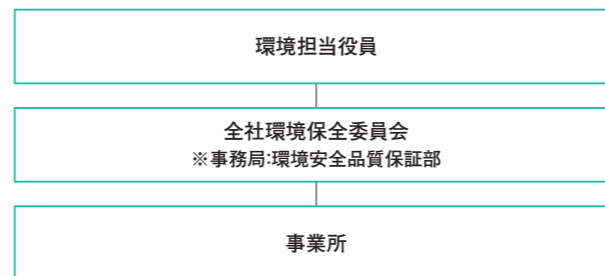 環境担当役員
全社環境保全委員会
※事務局:環境安全品質保証部
事業所